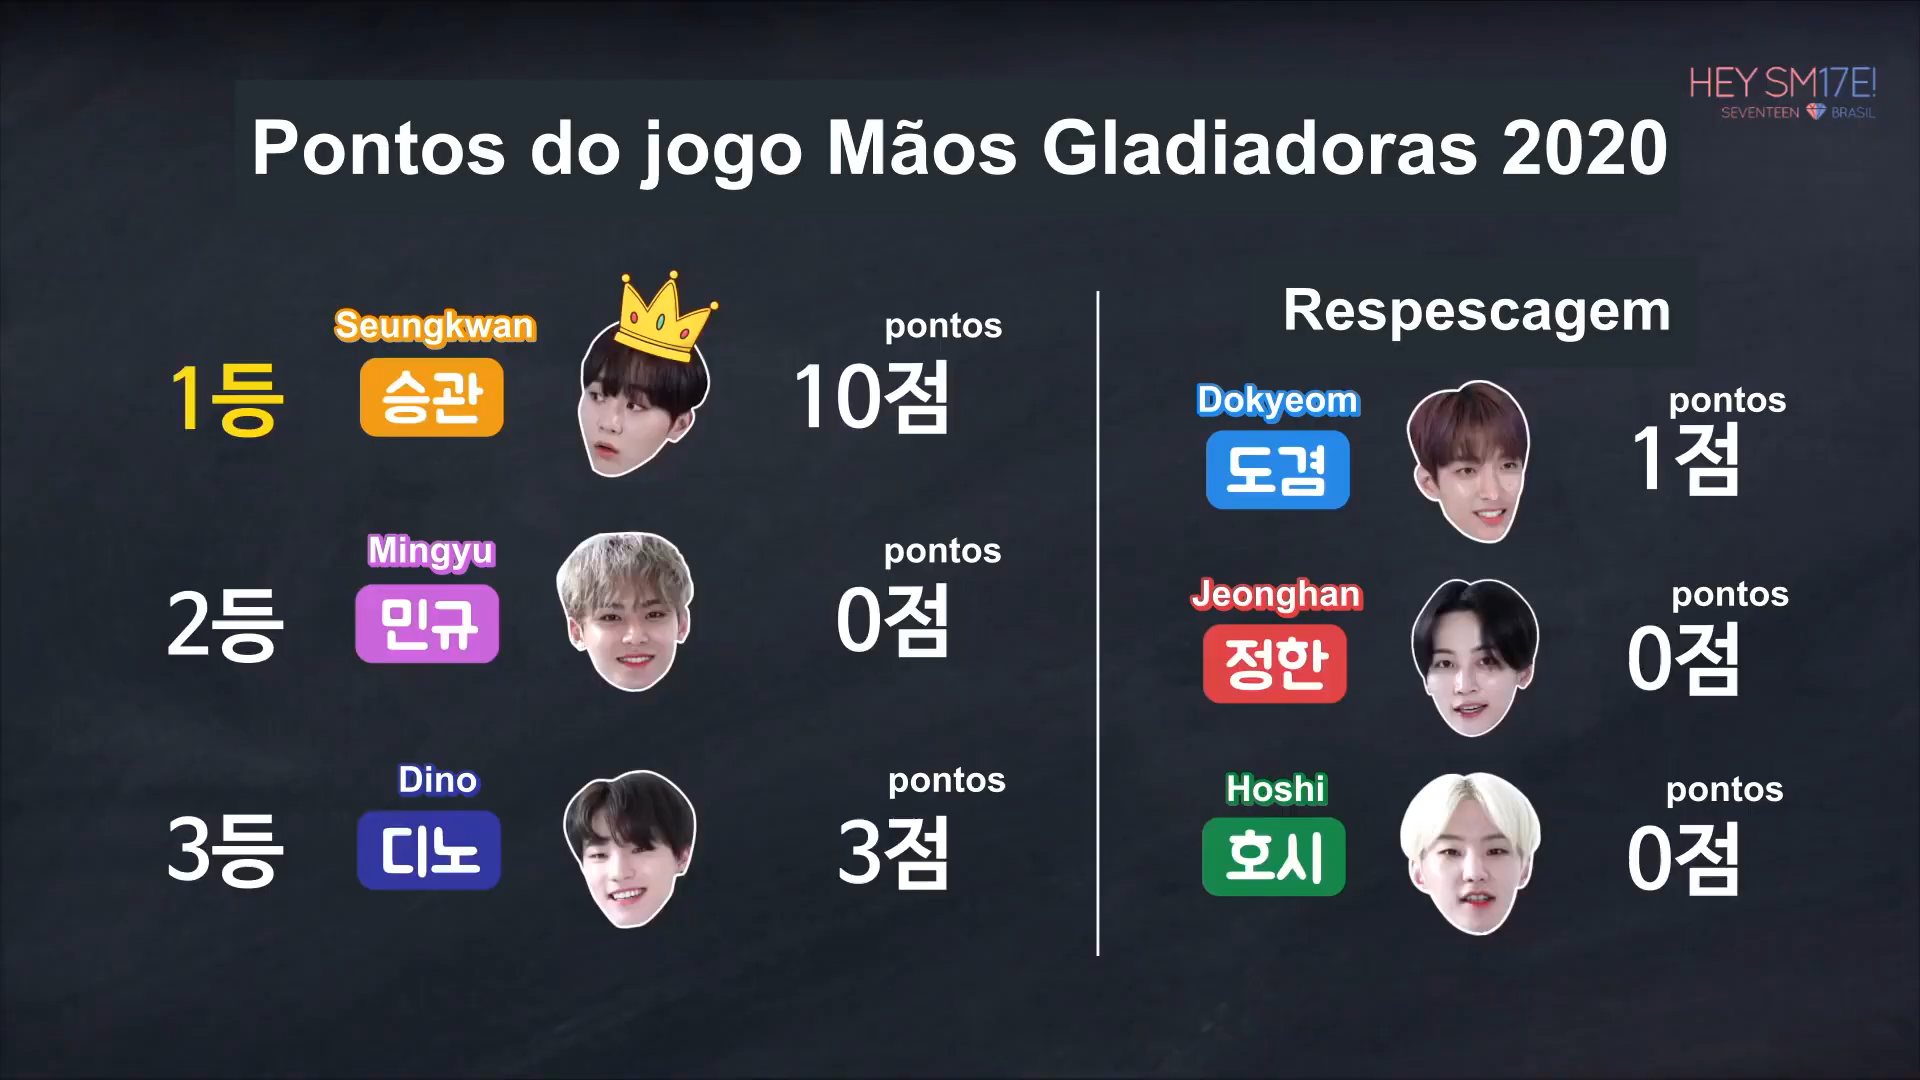 HEY SM17E!
SEVENTEEN BRASIL
Pontos do jogo Mãos Gladiadoras 2020
Seungkwan
pontos
1등 승관 10점
Mingyu
pontos
2등 민규 0점
Dino
pontos
3등 디노 3점
Respescagem
Dokyeom
pontos
도겸 1점
Jeonghan
pontos
정한 0점
Hoshi
pontos
호시 0점